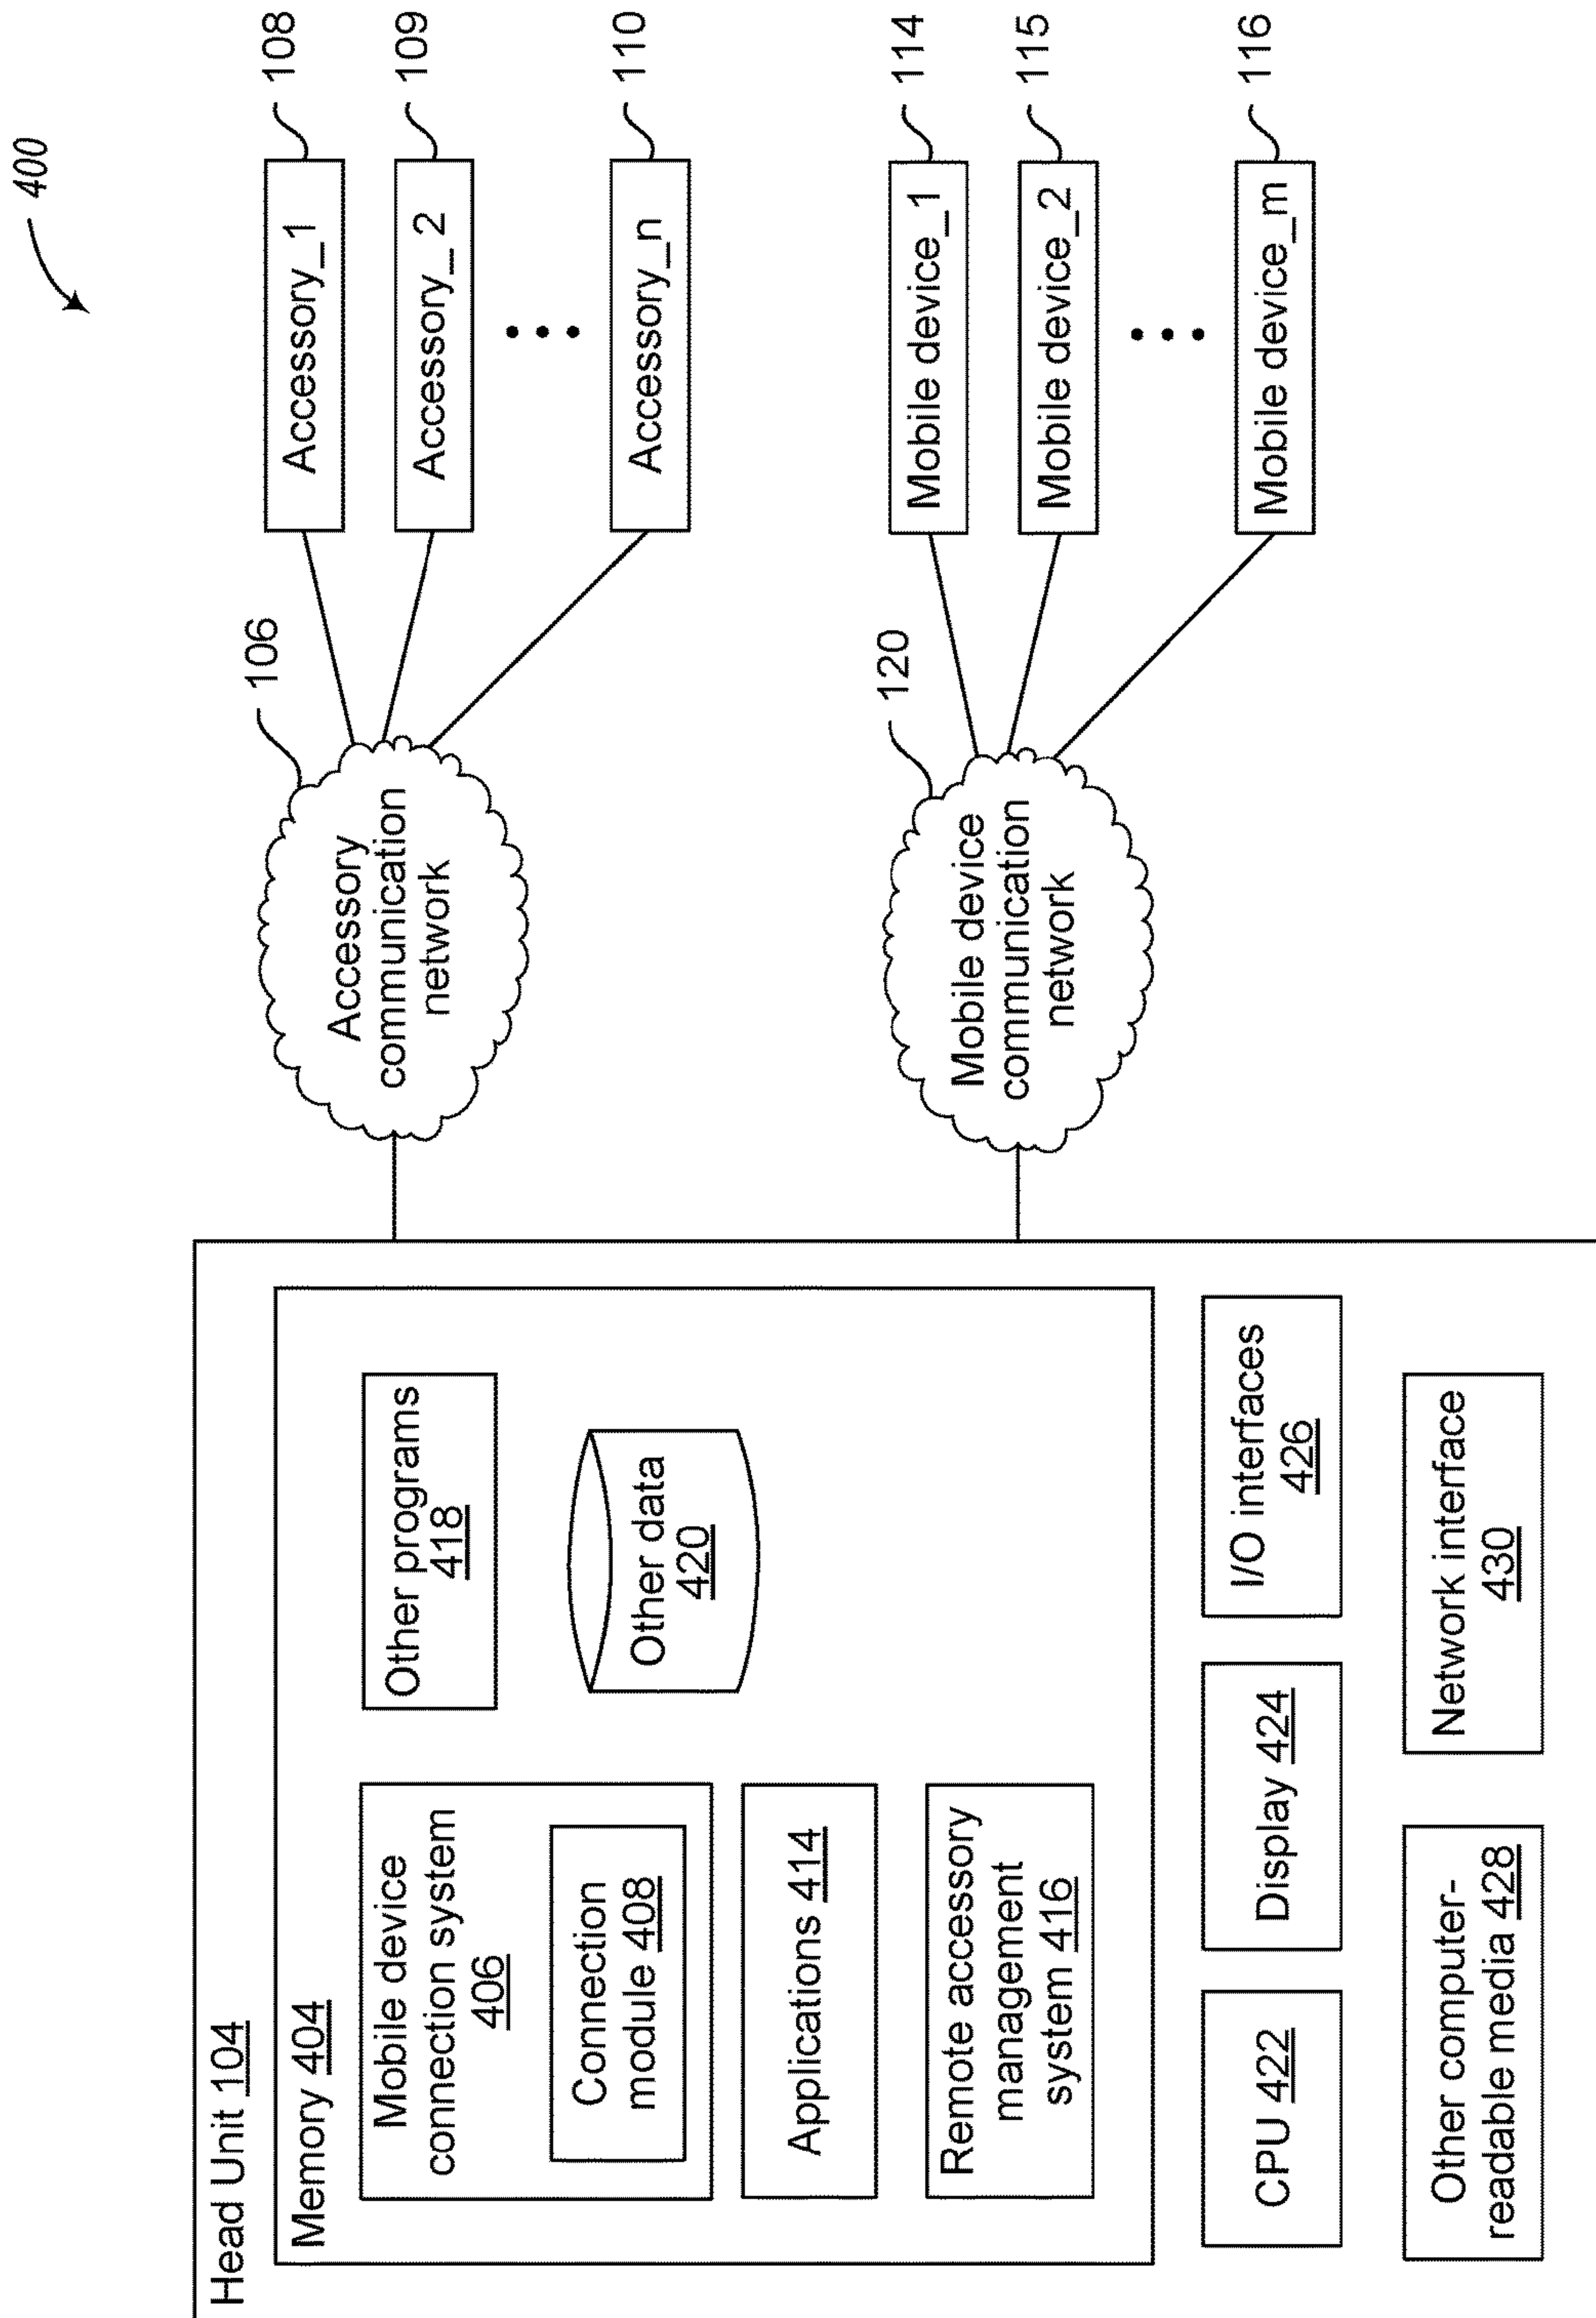 400
Head Unit 104
Memory 404
Mobile device
connection system
406
Connection
module 408
Applications 414
Remote accessory
management
system 416
Other programs
418
Other data
420
CPU 422
Display 424
I/O interfaces
426
Other computer-
readable media 428
Network interface
430
Accessory
communication
network
106
Accessory_1
108
Accessory_ 2
109
Accessory_n
110
Mobile device
communication
network
120
Mobile device_1
114
Mobile device_2
115
Mobile device_m
116